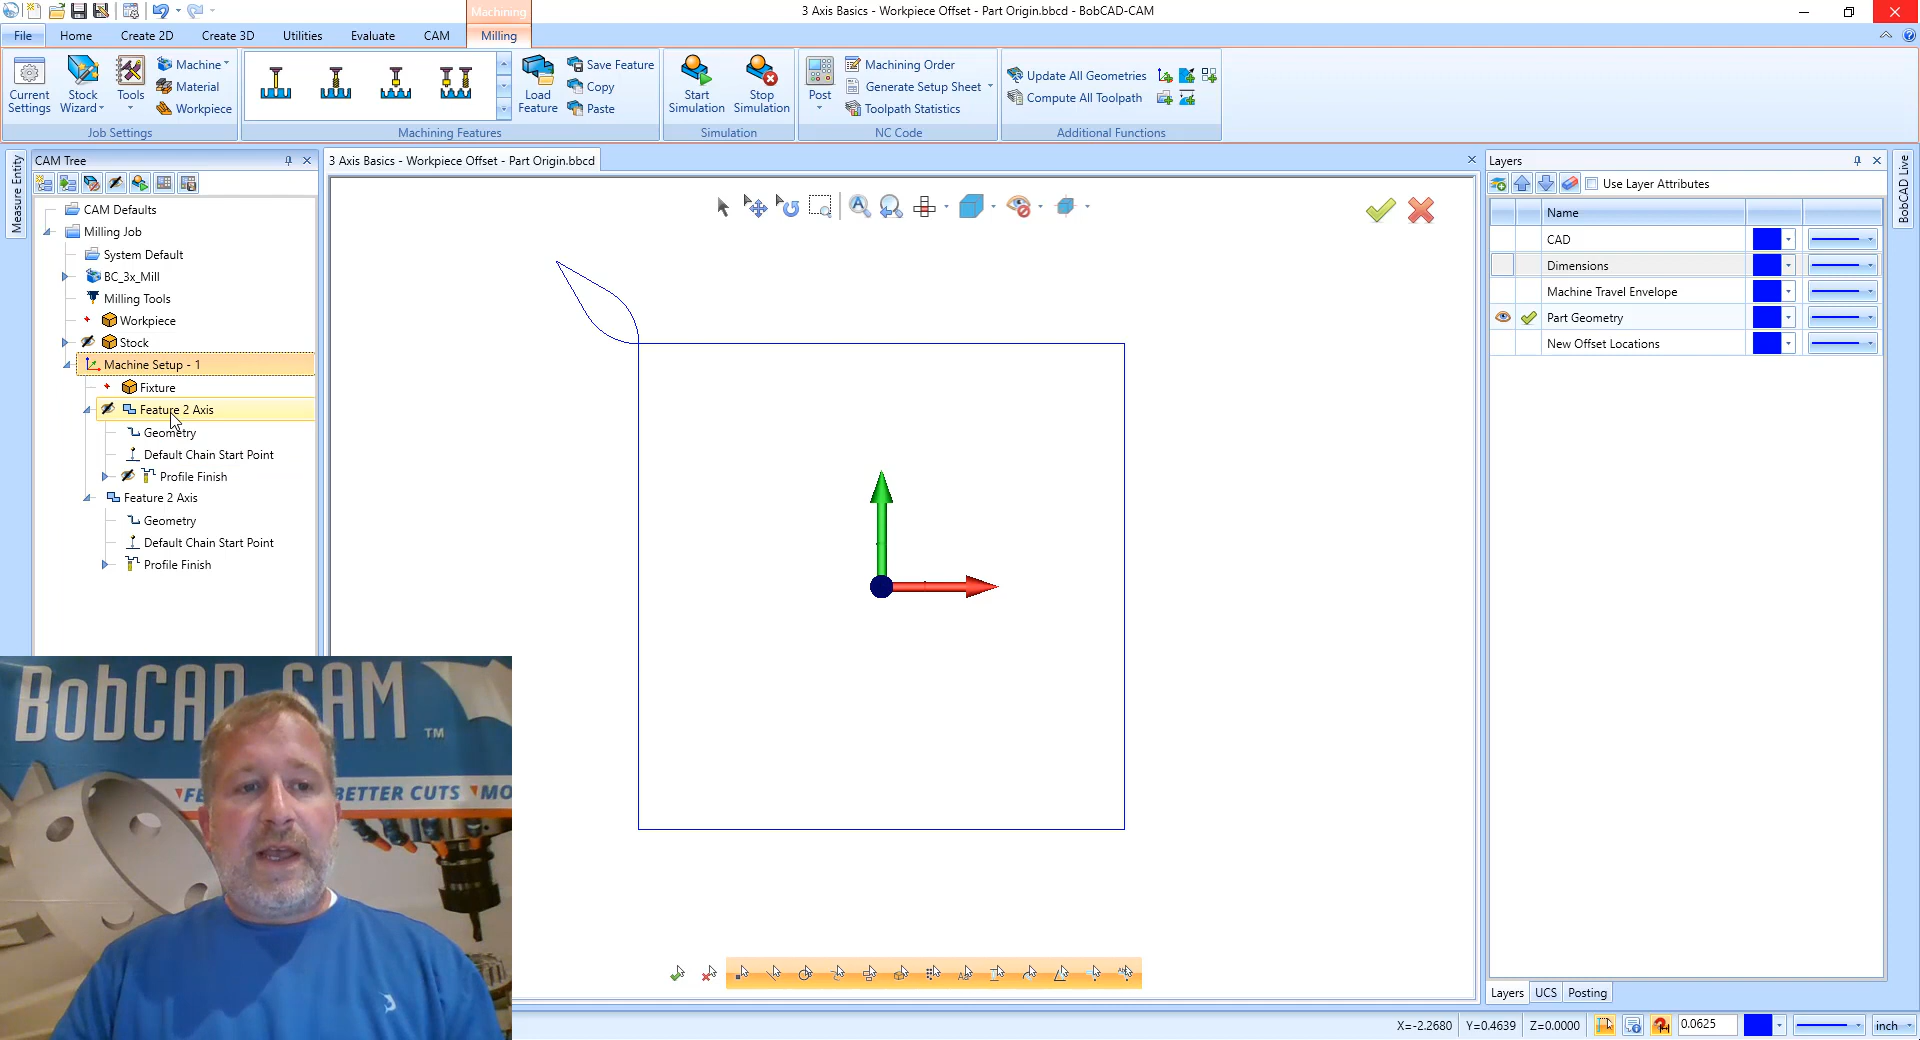 Machining
3 Axis Basics - Workpiece Offset - Part Origin.bbcd - BobCAD-CAM
File
Home
Create 2D
Create 3D
Utilities
Evaluate
CAM
Milling
Current Settings
Stock Wizard
Tools
Machine
Material
Workpiece
Job Settings
Load Feature
Save Feature
Copy
Paste
Machining Features
Start Simulation
Stop Simulation
Simulation
Post
Machining Order
Generate Setup Sheet
Toolpath Statistics
NC Code
Update All Geometries
Compute All Toolpath
Additional Functions
Measure Entity
CAM Tree
CAM Defaults
Milling Job
System Default
BC_3x_Mill
Milling Tools
Workpiece
Stock
Machine Setup - 1
Fixture
Feature 2 Axis
Geometry
Default Chain Start Point
Profile Finish
Feature 2 Axis
Geometry
Default Chain Start Point
Profile Finish
3 Axis Basics - Workpiece Offset - Part Origin.bbcd
Layers
Use Layer Attributes
Name
CAD
Dimensions
Machine Travel Envelope
Part Geometry
New Offset Locations
BobCAD Live
Layers
UCS
Posting
X=-2.2680
Y=0.4639
Z=0.0000
0.0625
inch
BobCAD CAM
TM
BETTER CUTS